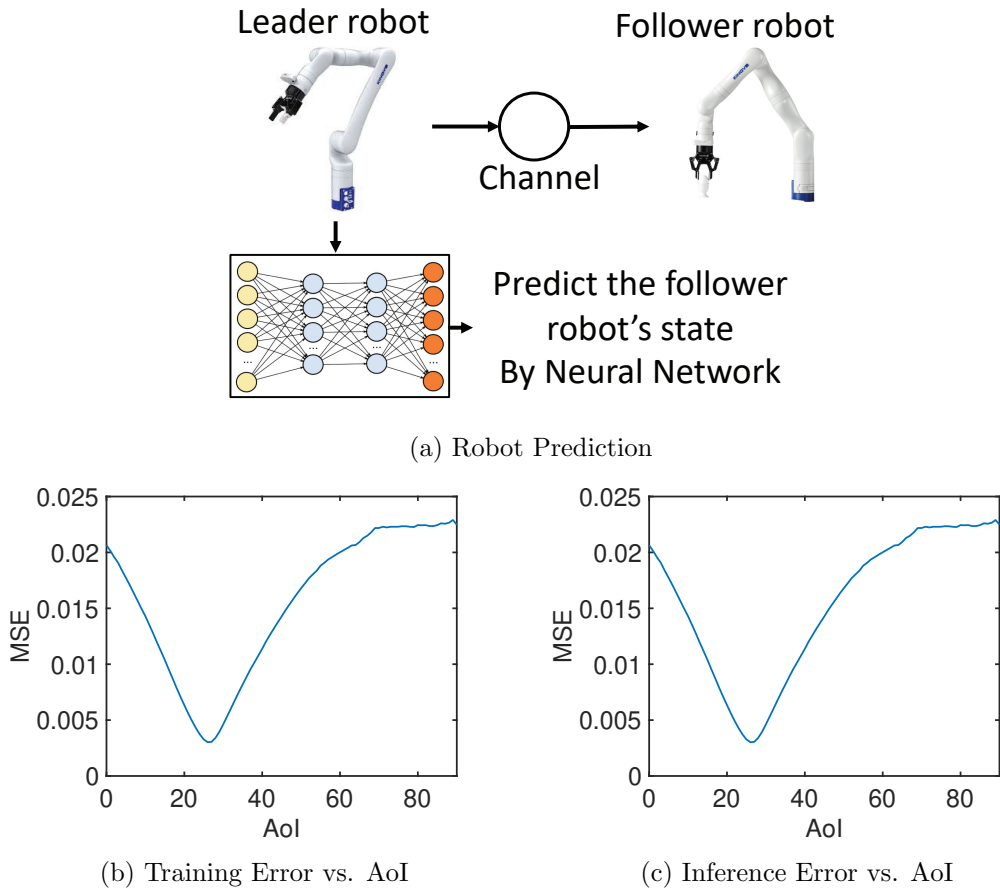 Leader robot
Follower robot
Channel
...
...
...
...
Predict the follower
robot's state
By Neural Network
(a) Robot Prediction
0.025
0.02
0.015
0.01
0.005
0
MSE
0
20
40
60
80
AoI
(b) Training Error vs. AoI
0.025
0.02
0.015
0.01
0.005
0
MSE
0
20
40
60
80
AoI
(c) Inference Error vs. AoI